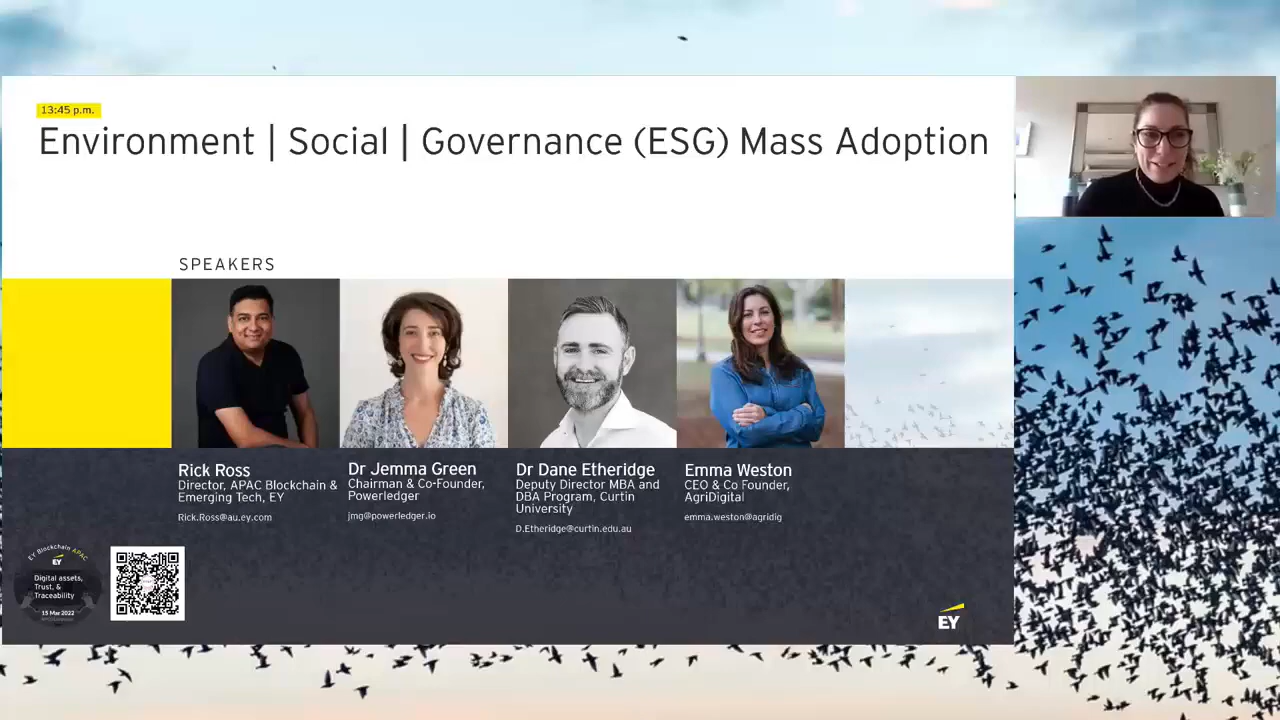 13:45 p.m.
Environment | Social | Governance (ESG) Mass Adoption
SPEAKERS
Rick Ross
Director, APAC Blockchain &
Emerging Tech, EY
Rick.Ross@au.ey.com
Dr Jemma Green
Chairman & Co-Founder,
Powerledger
jmg@powerledger.io
Dr Dane Etheridge
Deputy Director MBA and
DBA Program, Curtin
University
D.Etheridge@curtin.edu.au
Emma Weston
CEO & Co Founder,
AgriDigital
emma.weston@agridig
EY Blockchain APAC
EY
Digital assets,
Trust, &
Traceability
15 Mar 2022
EY